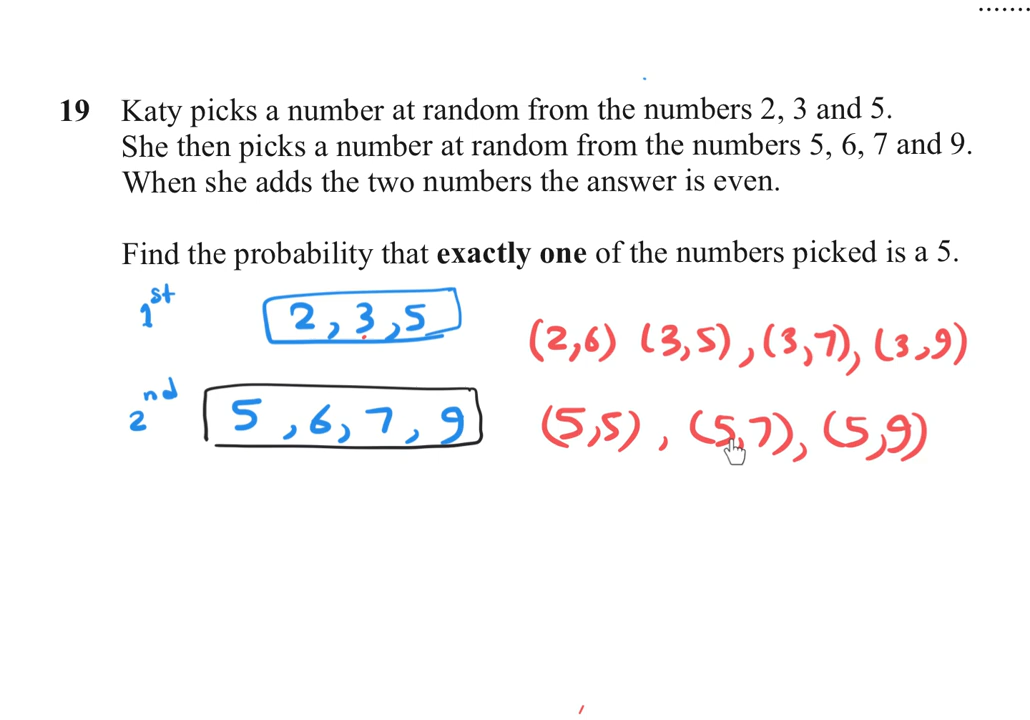 .......
19 Katy picks a number at random from the numbers 2, 3 and 5.
She then picks a number at random from the numbers 5, 6, 7 and 9.
When she adds the two numbers the answer is even.
Find the probability that exactly one of the numbers picked is a 5.
1st 2, 3, 5
(2,6) (3,5), (3,7), (3,9)
2nd 5, 6, 7, 9
(5,5), (5,7), (5,9)